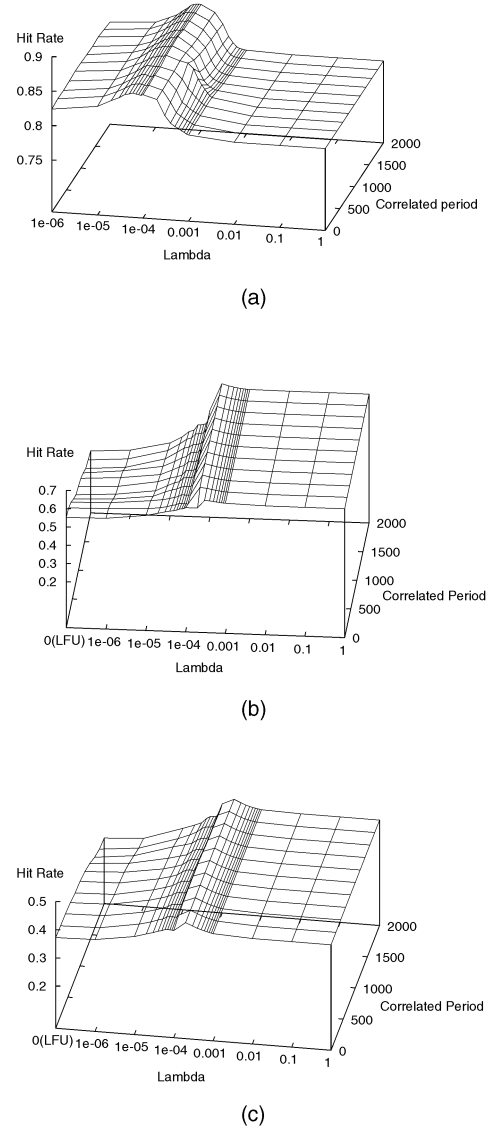 Hit Rate
0.9
0.85
0.8
0.75
2000
1500
1000
500
0
Correlated period
1e-06 1e-05 1e-04 0.001 0.01 0.1 1
Lambda
(a)
Hit Rate
0.7
0.6
0.5
0.4
0.3
0.2
2000
1500
1000
500
0
Correlated Period
0(LFU) 1e-06 1e-05 1e-04 0.001 0.01 0.1 1
Lambda
(b)
Hit Rate
0.5
0.4
0.3
0.2
2000
1500
1000
500
0
Correlated Period
0(LFU) 1e-06 1e-05 1e-04 0.001 0.01 0.1 1
Lambda
(c)